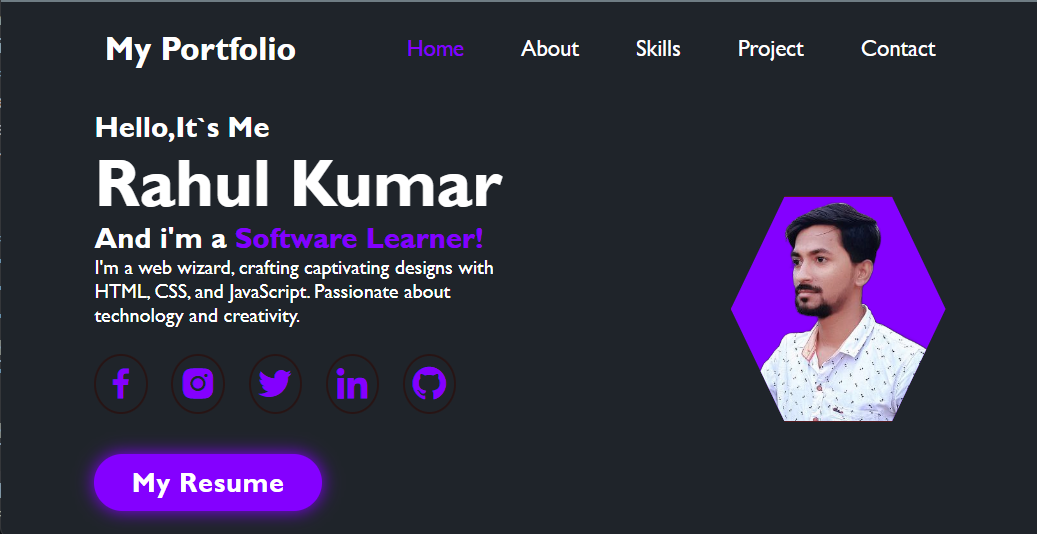 My Portfolio
Home About Skills Project Contact
Hello,It`s Me
Rahul Kumar
And i'm a Software Learner!
I'm a web wizard, crafting captivating designs with
HTML, CSS, and JavaScript. Passionate about
technology and creativity.
My Resume